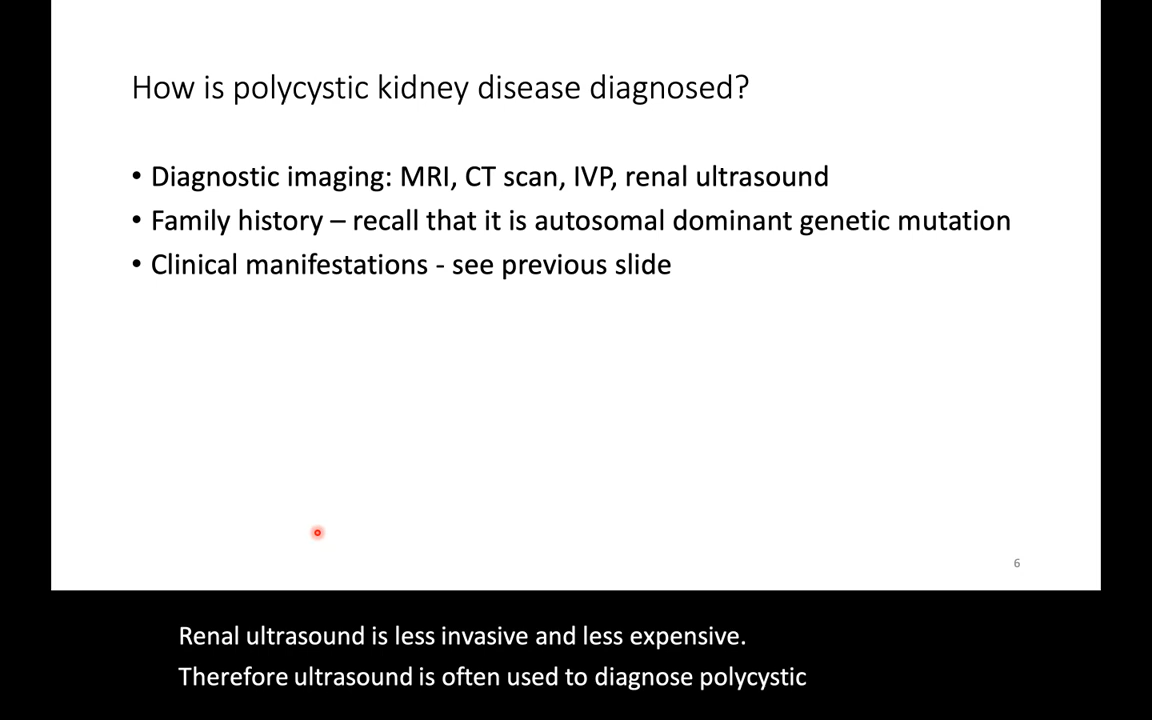 How is polycystic kidney disease diagnosed?
• Diagnostic imaging: MRI, CT scan, IVP, renal ultrasound
• Family history – recall that it is autosomal dominant genetic mutation
• Clinical manifestations - see previous slide
6
Renal ultrasound is less invasive and less expensive.
Therefore ultrasound is often used to diagnose polycystic